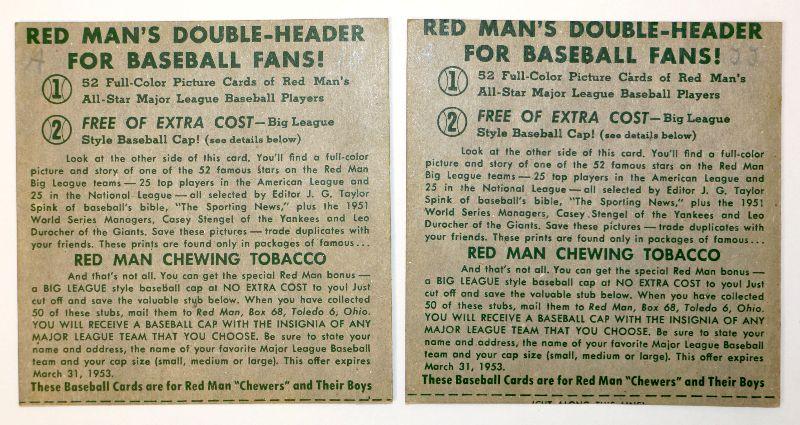 RED MAN'S DOUBLE-HEADER
FOR BASEBALL FANS!
1 52 Full-Color Picture Cards of Red Man's
All-Star Major League Baseball Players
2 FREE OF EXTRA COST—Big League
Style Baseball Cap! (see details below)
Look at the other side of this card. You'll find a full-color
picture and story of one of the 52 famous stars on the Red Man
Big League teams — 25 top players in the American League and
25 in the National League — all selected by Editor J. G. Taylor
Spink of baseball's bible, "The Sporting News," plus the 1951
World Series Managers, Casey Stengel of the Yankees and Leo
Durocher of the Giants. Save these pictures — trade duplicates with
your friends. These prints are found only in packages of famous...
RED MAN CHEWING TOBACCO
And that's not all. You can get the special Red Man bonus —
a BIG LEAGUE style baseball cap at NO EXTRA COST to you! Just
cut off and save the valuable stub below. When you have collected
50 of these stubs, mail them to Red Man, Box 68, Toledo 6, Ohio.
YOU WILL RECEIVE A BASEBALL CAP WITH THE INSIGNIA OF ANY
MAJOR LEAGUE TEAM THAT YOU CHOOSE. Be sure to state your
name and address, the name of your favorite Major League Baseball
team and your cap size (small, medium or large). This offer expires
March 31, 1953.
These Baseball Cards are for Red Man "Chewers" and Their Boys
RED MAN'S DOUBLE-HEADER
FOR BASEBALL FANS!
1 52 Full-Color Picture Cards of Red Man's
All-Star Major League Baseball Players
2 FREE OF EXTRA COST—Big League
Style Baseball Cap! (see details below)
Look at the other side of this card. You'll find a full-color
picture and story of one of the 52 famous stars on the Red Man
Big League teams — 25 top players in the American League and
25 in the National League — all selected by Editor J. G. Taylor
Spink of baseball's bible, "The Sporting News," plus the 1951
World Series Managers, Casey Stengel of the Yankees and Leo
Durocher of the Giants. Save these pictures — trade duplicates with
your friends. These prints are found only in packages of famous...
RED MAN CHEWING TOBACCO
And that's not all. You can get the special Red Man bonus —
a BIG LEAGUE style baseball cap at NO EXTRA COST to you! Just
cut off and save the valuable stub below. When you have collected
50 of these stubs, mail them to Red Man, Box 68, Toledo 6, Ohio.
YOU WILL RECEIVE A BASEBALL CAP WITH THE INSIGNIA OF ANY
MAJOR LEAGUE TEAM THAT YOU CHOOSE. Be sure to state your
name and address, the name of your favorite Major League Baseball
team and your cap size (small, medium or large). This offer expires
March 31, 1953.
These Baseball Cards are for Red Man "Chewers" and Their Boys
(CUT ALONG THIS LINE)